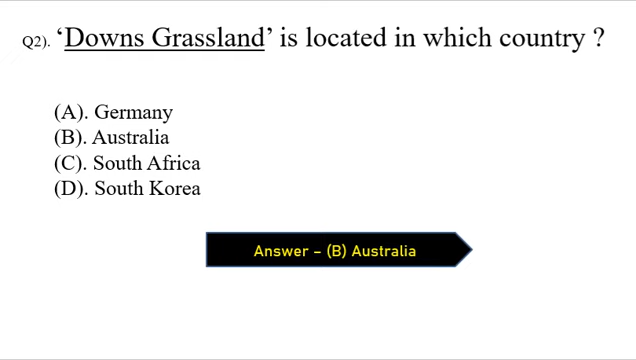 Q2). ‘Downs Grassland’ is located in which country ?
(A). Germany
(B). Australia
(C). South Africa
(D). South Korea
Answer – (B) Australia